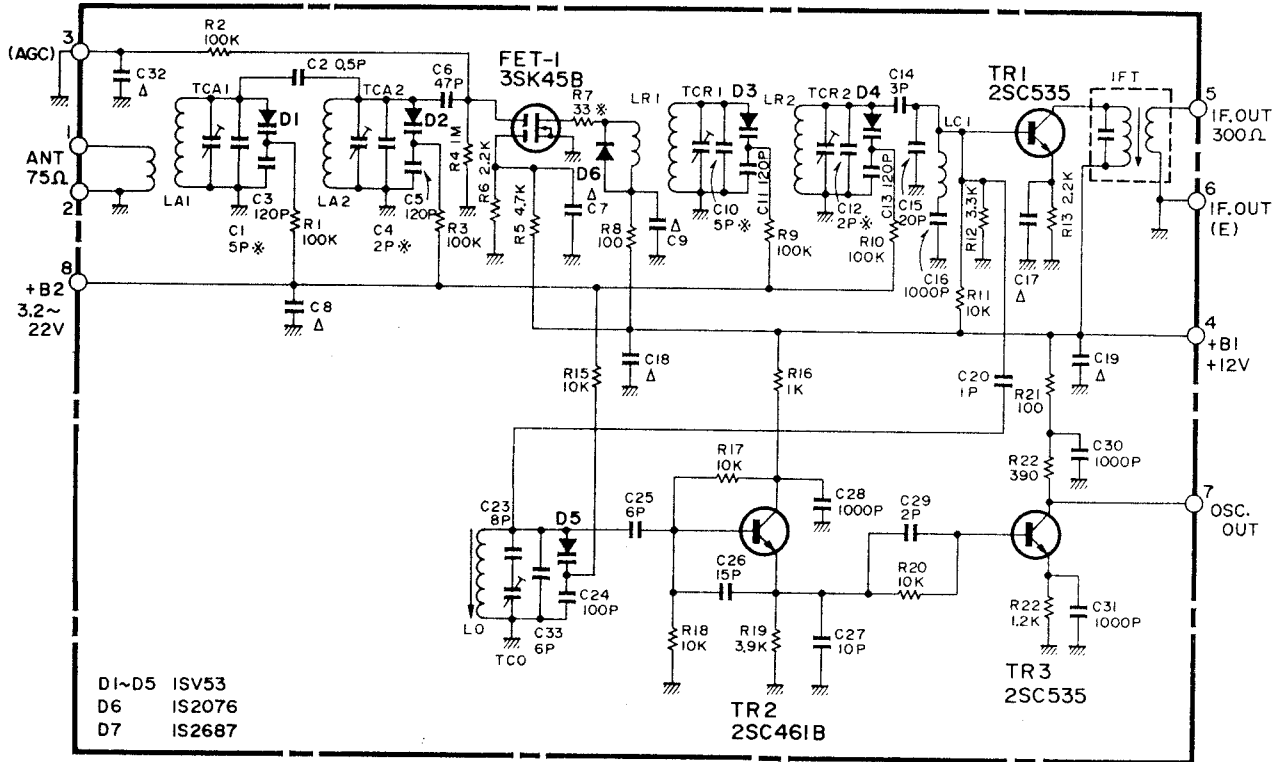 3
(AGC)
C32
Δ
R2
100K
C2 0.5P
TCA1
TCA2
C6
47P
FET-1
3SK45B
R7
33 ※
D1
D2
R4 1M
R6 2.2K
R5 4.7K
D6
Δ
C7
LR1
TCR1
D3
LR2
TCR2
D4
C14
3P
LC1
TR1
2SC535
IFT
5
IF.OUT
300Ω
6
IF.OUT
(E)
1
ANT
75Ω
2
LA1
C3
120P
C1
5P※
R1
100K
LA2
C4
2P※
C5
120P
R3
100K
R8
100
Δ
C9
C10
5P※
C11 120P
R9
100K
C12
2P※
C13 120P
R10
100K
C15
20P
C16
1000P
R12 3.3K
R11
10K
C17
Δ
R13 2.2K
8
+B2
3.2~
22V
C8
Δ
R15
10K
C18
Δ
R16
1K
C20
1P
R21
100
C19
Δ
4
+B1
+12V
C30
1000P
R22
390
7
OSC.
OUT
R17
10K
C28
1000P
C29
2P
R20
10K
C23
8P
D5
C25
6P
C26
15P
C24
100P
LO
TCO
C33
6P
R18
10K
R19
3.9K
C27
10P
R22
1.2K
C31
1000P
TR2
2SC461B
TR3
2SC535
D1~D5 ISV53
D6 IS2076
D7 IS2687